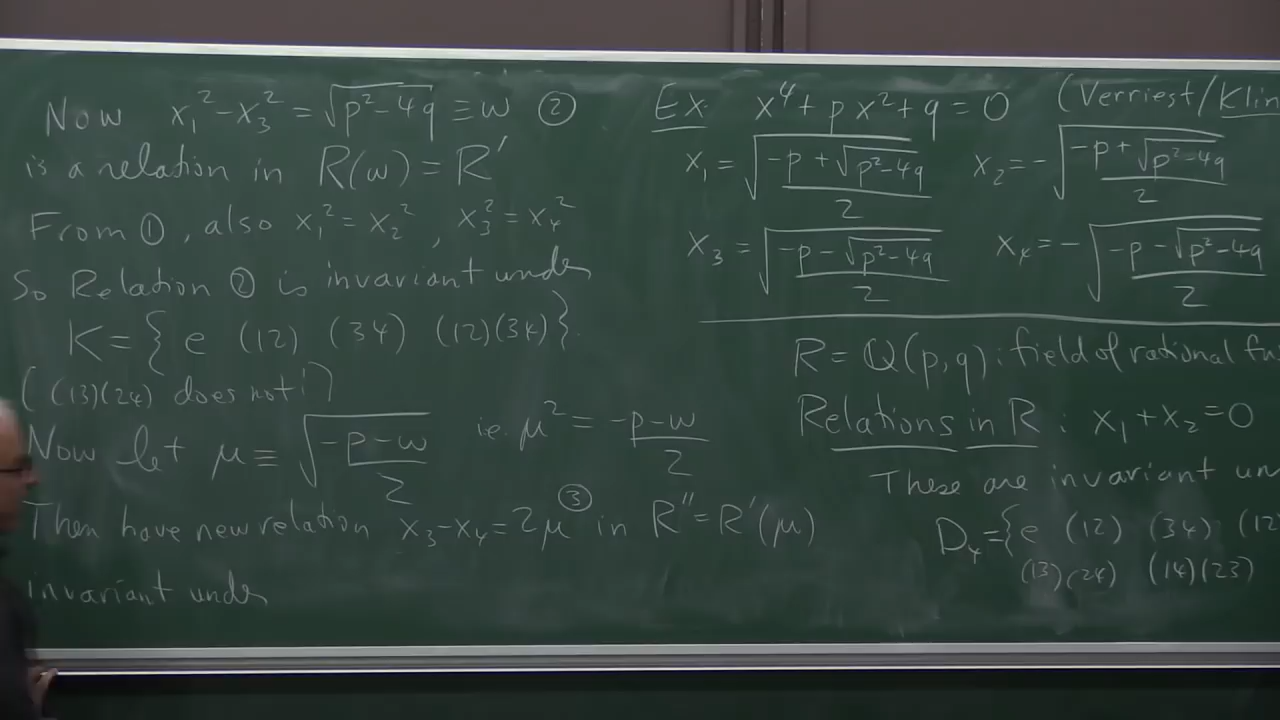 Now x₁²-x₃² = √(p²-4q) ≡ w ②
is a relation in R(w) = R'
From ①, also x₁² = x₂², x₃² = x₄²
So Relation ② is invariant under
K = {e (12) (34) (12)(34)}.
((13)(24) does not!)
Now let μ ≡ √((-p-w)/2) i.e. μ² = (-p-w)/2
Then have new relation x₃-x₄ = 2μ ③ in R'' = R'(μ)
invariant under
Ex. x⁴ + px² + q = 0 (Verriest/
x₁ = √((-p+√(p²-4q))/2) x₂ = -√((-p+√(p²-4q))/2)
x₃ = √((-p-√(p²-4q))/2) x₄ = -√((-p-√(p²-4q))/2)
R = Q(p,q) : field of rational
Relations in R : x₁ + x₂ = 0
These are invariant
D₄ = {e (12) (34) (12
(13)(24) (14)(23)